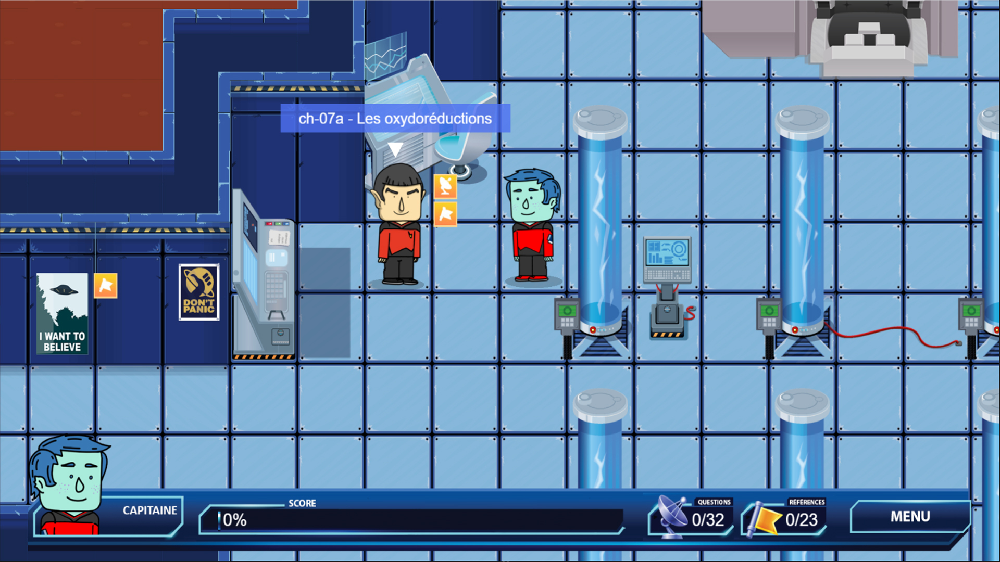 ch-07a - Les oxydoréductions
I WANT TO
BELIEVE
DON'T
PANIC
CAPITAINE
SCORE
0%
QUESTIONS
0/32
RÉFÉRENCES
0/23
MENU